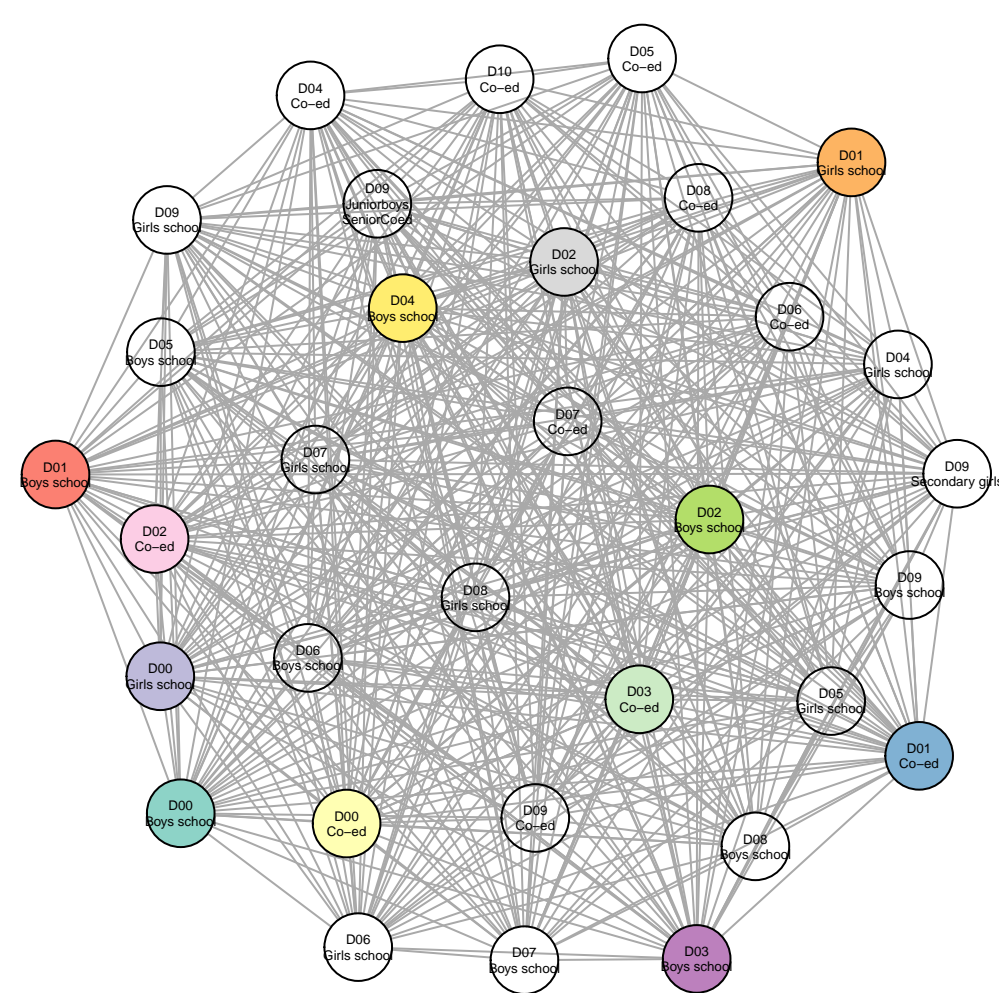 D05
Co−ed
D10
Co−ed
D04
Co−ed
D01
Girls school
D09
Juniorboys
SeniorCoed
D08
Co−ed
D09
Girls school
D02
Girls school
D04
Boys school
D06
Co−ed
D05
Boys school
D04
Girls school
D07
Co−ed
D07
Girls school
D01
Boys school
D09
Secondary girls
D02
Boys school
D02
Co−ed
D09
Boys school
D08
Girls school
D06
Boys school
D00
Girls school
D03
Co−ed
D05
Girls school
D01
Co−ed
D00
Boys school
D00
Co−ed
D09
Co−ed
D08
Boys school
D06
Girls school
D07
Boys school
D03
Boys school